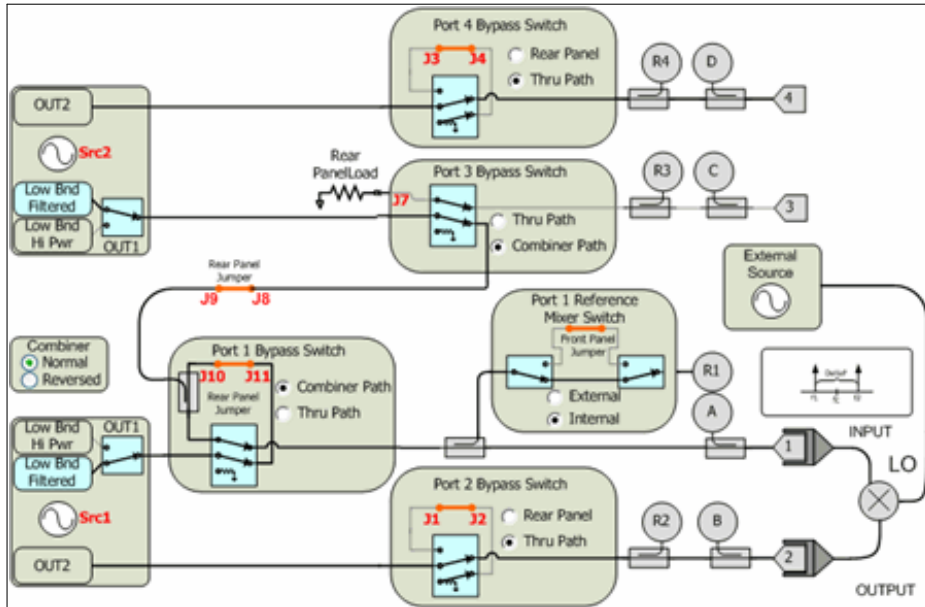 Port 4 Bypass Switch
J3 J4
Rear Panel
Thru Path
R4
D
4
OUT2
Src2
Low Bnd
Filtered
Low Bnd
Hi Pwr
OUT1
Rear
PanelLoad
J7
Port 3 Bypass Switch
Thru Path
Combiner Path
R3
C
3
External
Source
Rear Panel
Jumper
J9 J8
Port 1 Reference
Mixer Switch
Front Panel
Jumper
External
Internal
R1
A
Combiner
Normal
Reversed
Port 1 Bypass Switch
J10 J11
Rear Panel
Jumper
Combiner Path
Thru Path
OUT1
Low Bnd
Hi Pwr
Low Bnd
Filtered
Src1
OUT2
1
INPUT
LO
Port 2 Bypass Switch
J1 J2
Rear Panel
Thru Path
R2
B
2
OUTPUT